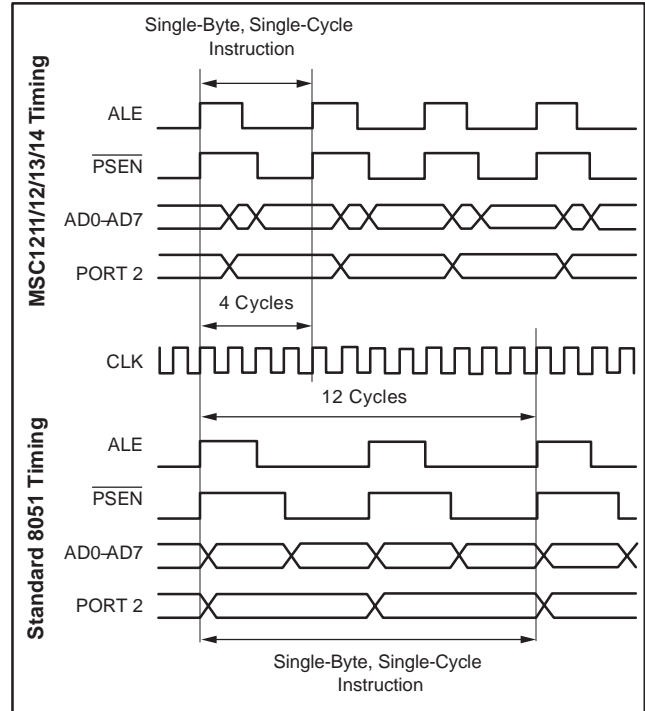 Single-Byte, Single-Cycle
Instruction
MSC1211/12/13/14 Timing
ALE
PSEN
AD0-AD7
PORT 2
4 Cycles
CLK
12 Cycles
Standard 8051 Timing
ALE
PSEN
AD0-AD7
PORT 2
Single-Byte, Single-Cycle
Instruction